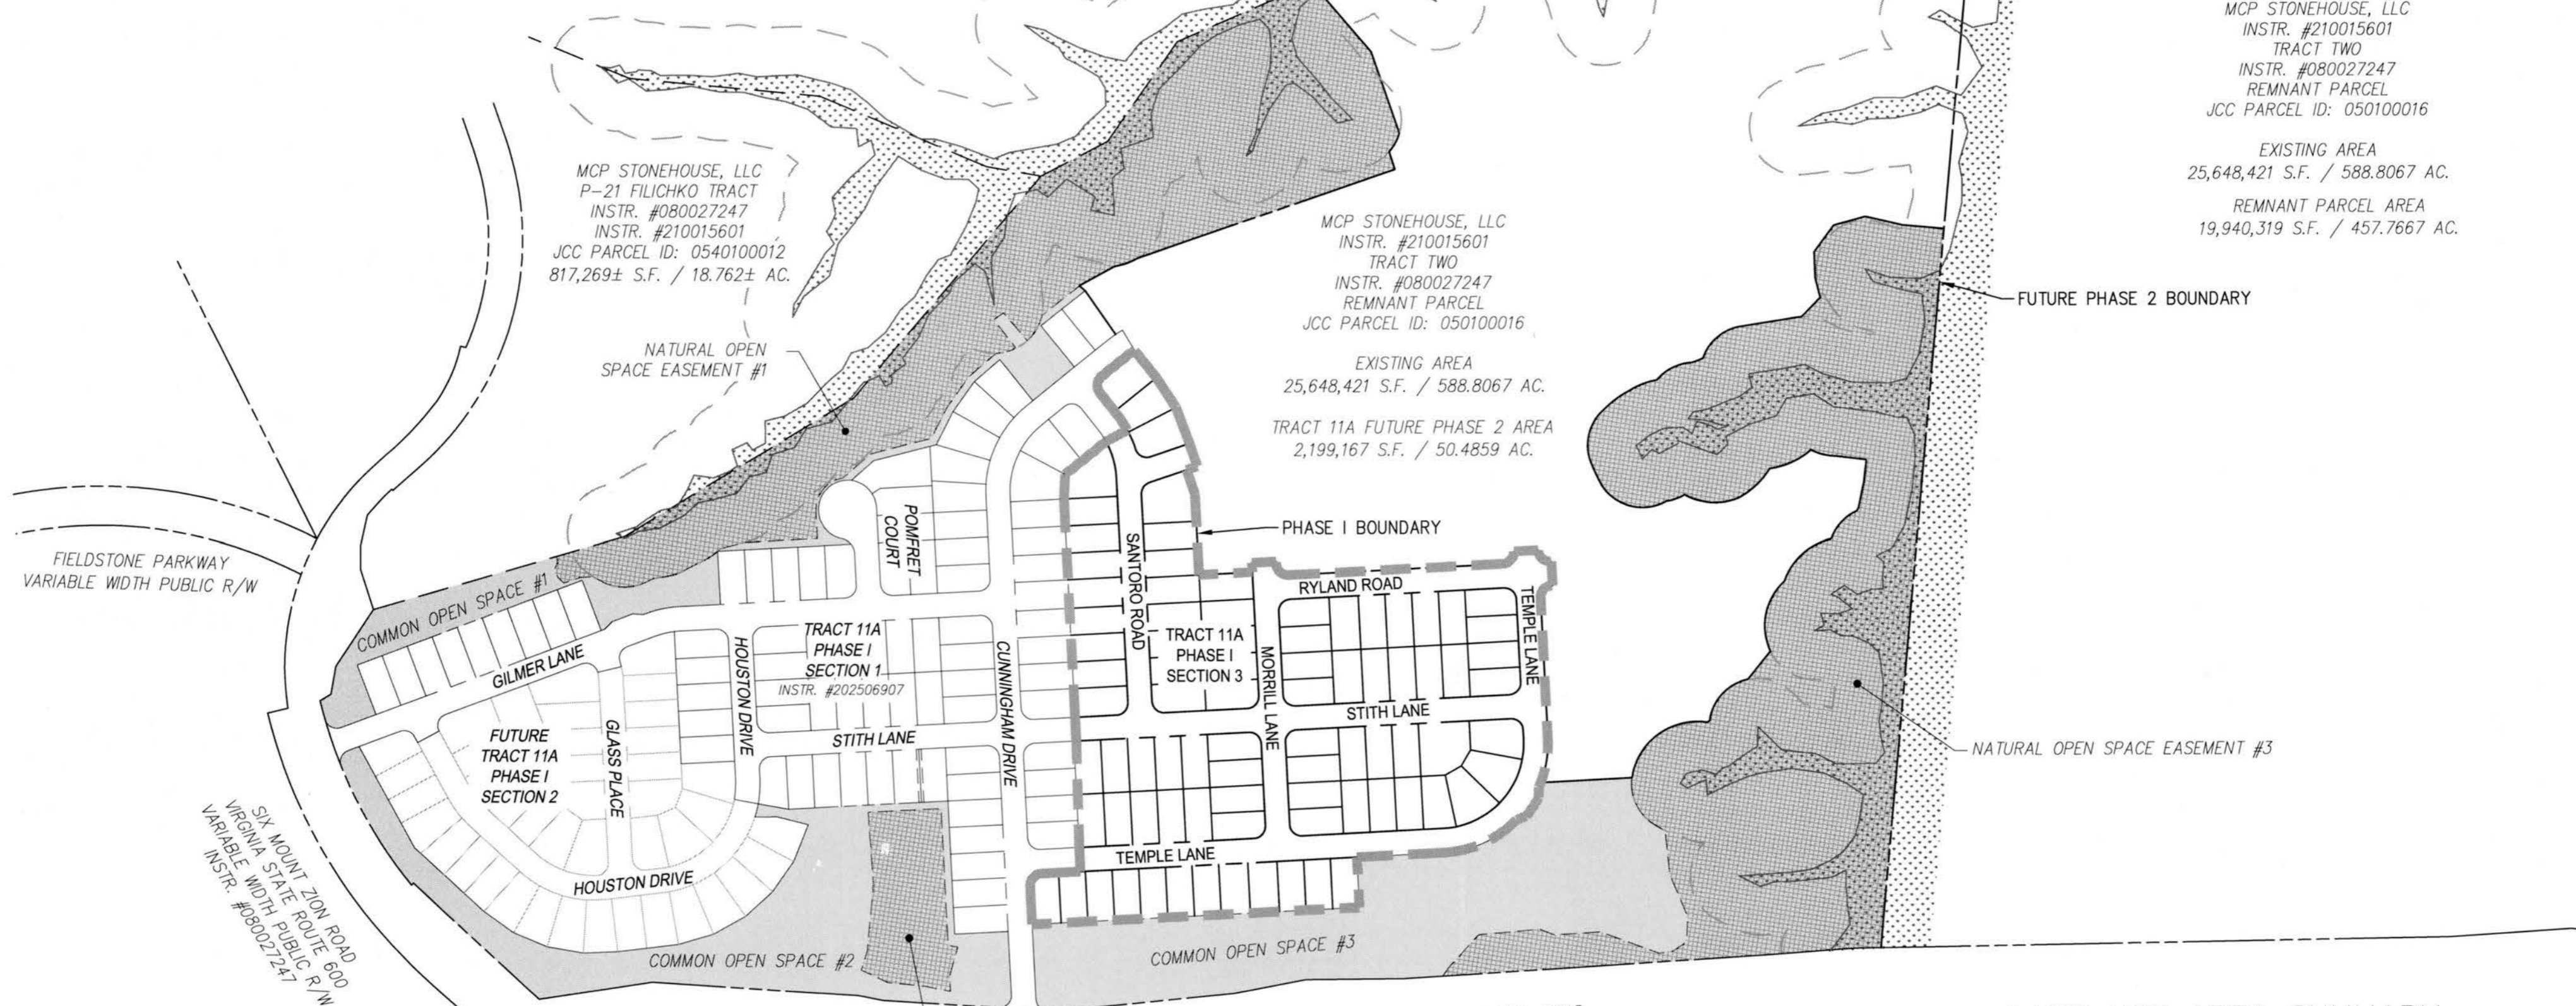 MCP STONEHOUSE, LLC
INSTR. #210015601
TRACT TWO
INSTR. #080027247
REMNANT PARCEL
JCC PARCEL ID: 050100016
EXISTING AREA
25,648,421 S.F. / 588.8067 AC.
REMNANT PARCEL AREA
19,940,319 S.F. / 457.7667 AC.
MCP STONEHOUSE, LLC
P-21 FILICHKO TRACT
INSTR. #080027247
INSTR. #210015601
JCC PARCEL ID: 0540100012
817,269± S.F. / 18.762± AC.
MCP STONEHOUSE, LLC
INSTR. #210015601
TRACT TWO
INSTR. #080027247
REMNANT PARCEL
JCC PARCEL ID: 050100016
EXISTING AREA
25,648,421 S.F. / 588.8067 AC.
TRACT 11A FUTURE PHASE 2 AREA
2,199,167 S.F. / 50.4859 AC.
FUTURE PHASE 2 BOUNDARY
NATURAL OPEN
SPACE EASEMENT #1
PHASE I BOUNDARY
FIELDSTONE PARKWAY
VARIABLE WIDTH PUBLIC R/W
COMMON OPEN SPACE #1
POMFRET
COURT
SANTORO ROAD
RYLAND ROAD
TEMPLE LANE
GILMER LANE
HOUSTON DRIVE
TRACT 11A
PHASE I
SECTION 1
INSTR. #202506907
CUNNINGHAM DRIVE
TRACT 11A
PHASE I
SECTION 3
MORRILL LANE
STITH LANE
STITH LANE
FUTURE
TRACT 11A
PHASE I
SECTION 2
GLASS PLACE
NATURAL OPEN SPACE EASEMENT #3
SIX MOUNT ZION ROAD
VIRGINIA STATE ROUTE 600
VARIABLE WIDTH PUBLIC R/W
INSTR. #080027247
HOUSTON DRIVE
TEMPLE LANE
COMMON OPEN SPACE #2
COMMON OPEN SPACE #3